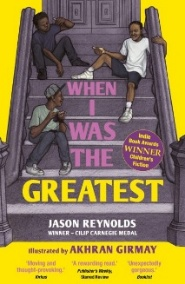 WHEN
I
WAS
THE
GREATEST
Indie
Book Awards
WINNER
Children's
Fiction
JASON REYNOLDS
WINNER – CILIP CARNEGIE MEDAL
Illustrated by AKHRAN GIRMAY
'Moving and
thought-provoking.'
Kirkus
'A rewarding read.'
Publishers Weekly,
Starred Review
'Unexpectedly
gorgeous.'
Booklist